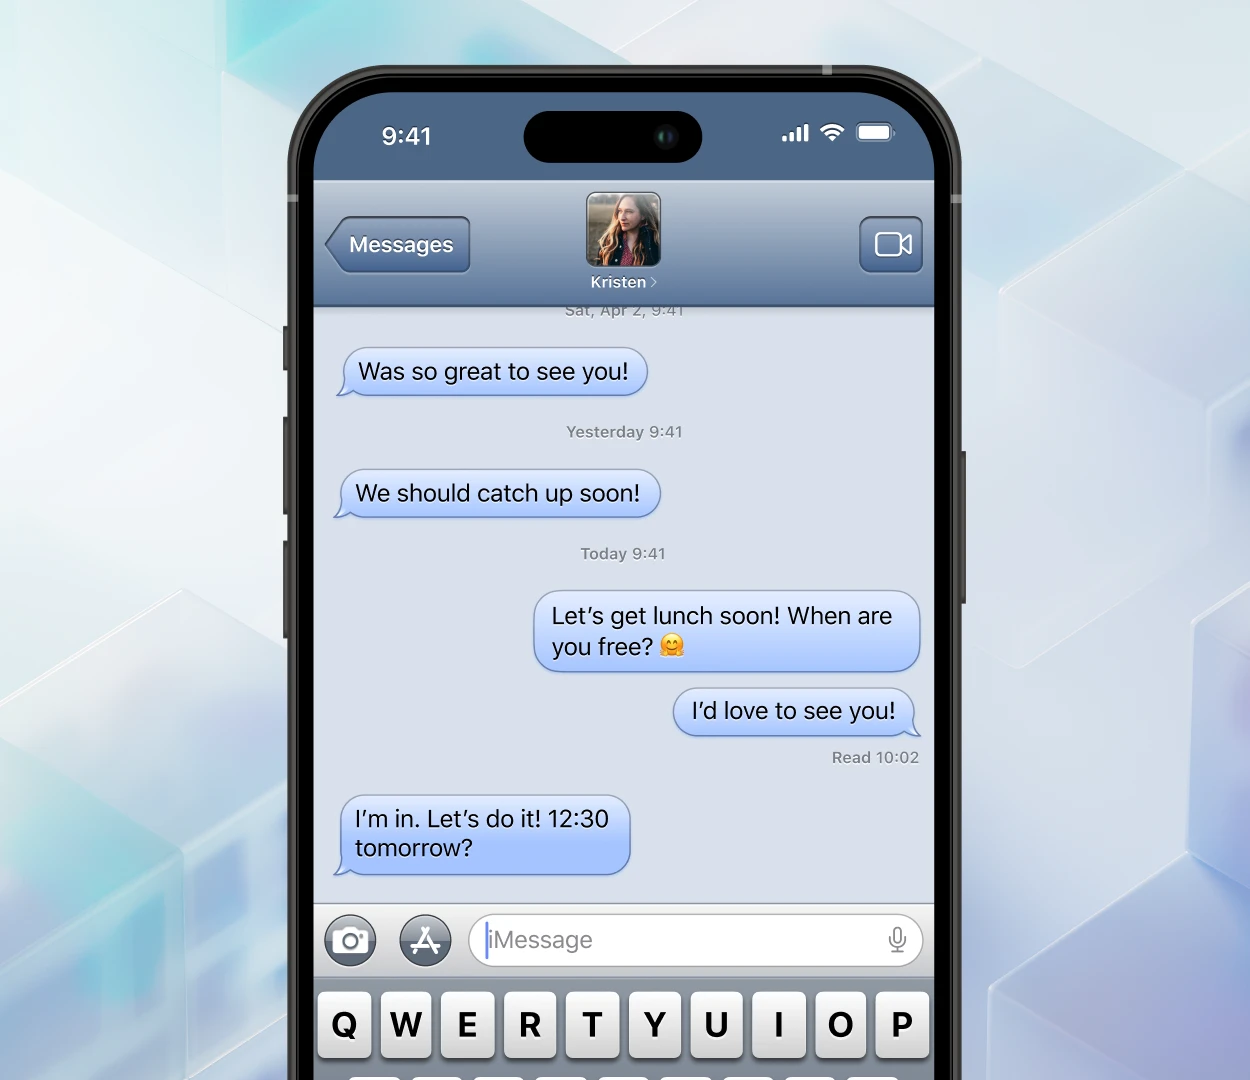 9:41
Messages
Kristen
Sat, Apr 2, 9:41
Was so great to see you!
Yesterday 9:41
We should catch up soon!
Today 9:41
Let’s get lunch soon! When are
you free? 🤗
I’d love to see you!
Read 10:02
I’m in. Let’s do it! 12:30
tomorrow?
iMessage
Q W E R T Y U I O P